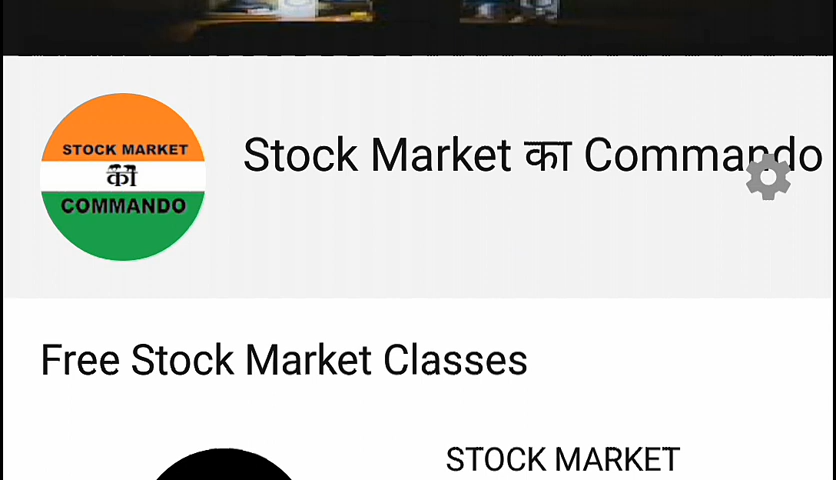 STOCK MARKET
का
COMMANDO
Stock Market का Commando
Free Stock Market Classes
STOCK MARKET